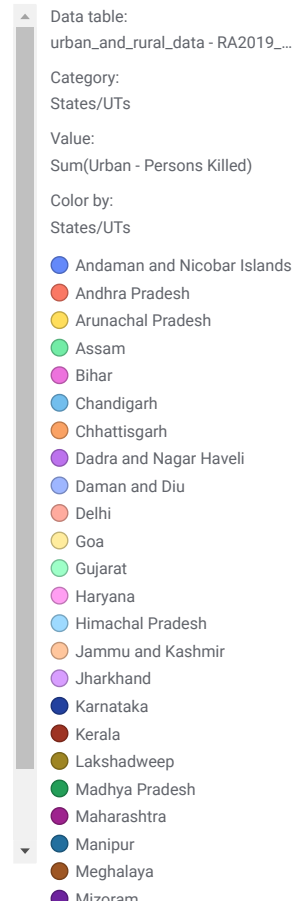 Data table:
urban_and_rural_data - RA2019_...
Category:
States/UTs
Value:
Sum(Urban - Persons Killed)
Color by:
States/UTs
Andaman and Nicobar Islands
Andhra Pradesh
Arunachal Pradesh
Assam
Bihar
Chandigarh
Chhattisgarh
Dadra and Nagar Haveli
Daman and Diu
Delhi
Goa
Gujarat
Haryana
Himachal Pradesh
Jammu and Kashmir
Jharkhand
Karnataka
Kerala
Lakshadweep
Madhya Pradesh
Maharashtra
Manipur
Meghalaya
Mizoram